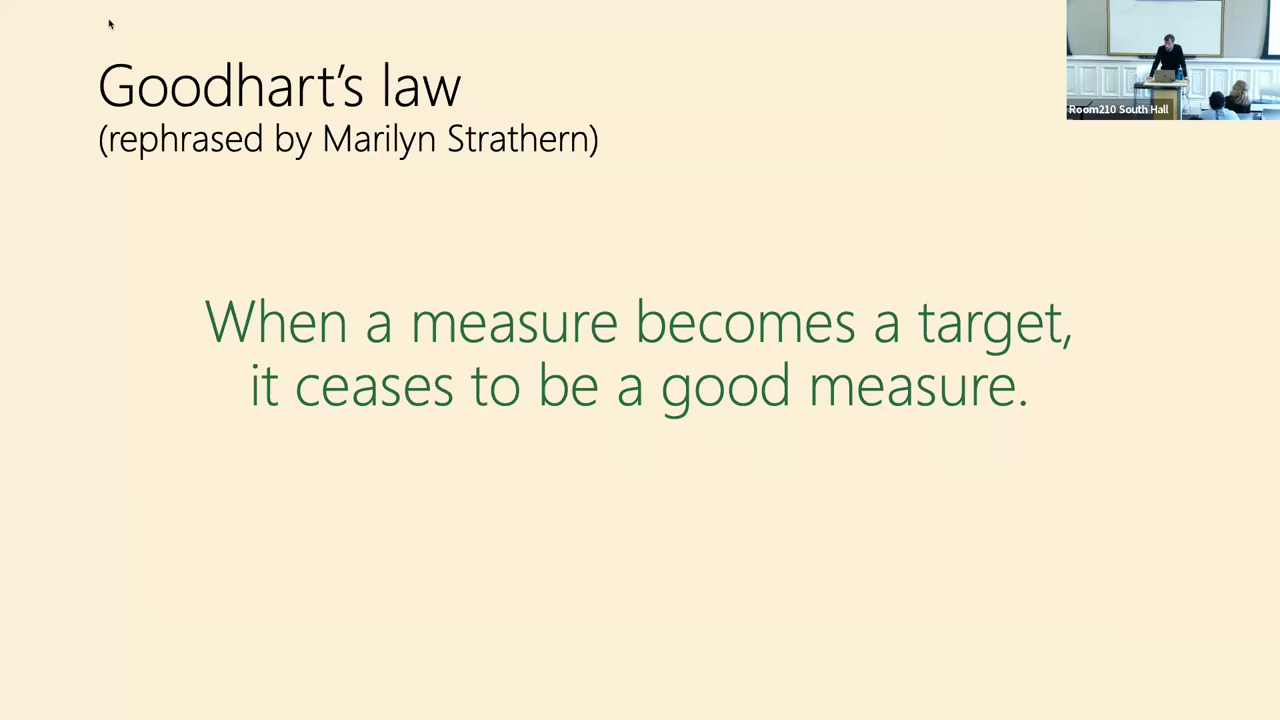 Goodhart's law
(rephrased by Marilyn Strathern)
When a measure becomes a target,
it ceases to be a good measure.
Room210 South Hall